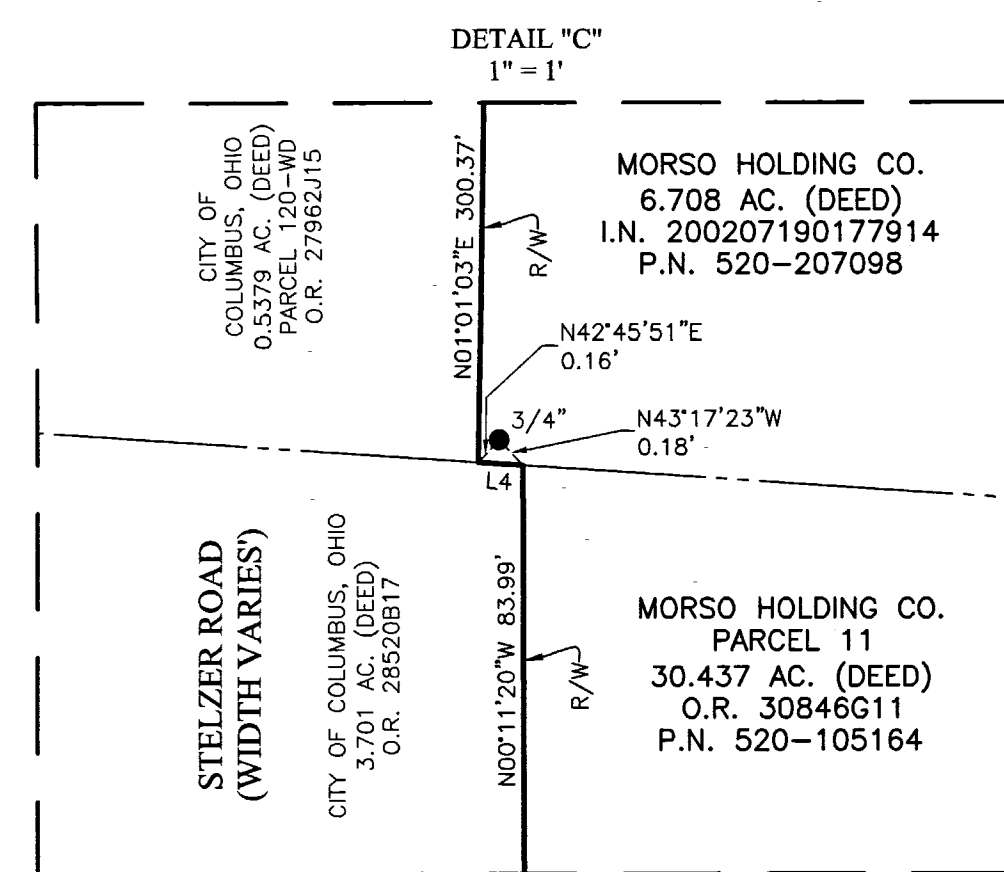 DETAIL "C"
1" = 1'
CITY OF
COLUMBUS, OHIO
0.5379 AC. (DEED)
PARCEL 120-WD
O.R. 27962J15
N01°01'03"E 300.37'
R/W
MORSO HOLDING CO.
6.708 AC. (DEED)
I.N. 200207190177914
P.N. 520-207098
N42°45'51"E
0.16'
3/4"
N43°17'23"W
0.18'
L4
STELZER ROAD
(WIDTH VARIES')
CITY OF COLUMBUS, OHIO
3.701 AC. (DEED)
O.R. 28520B17
N00°11'20"W 83.99'
R/W
MORSO HOLDING CO.
PARCEL 11
30.437 AC. (DEED)
O.R. 30846G11
P.N. 520-105164